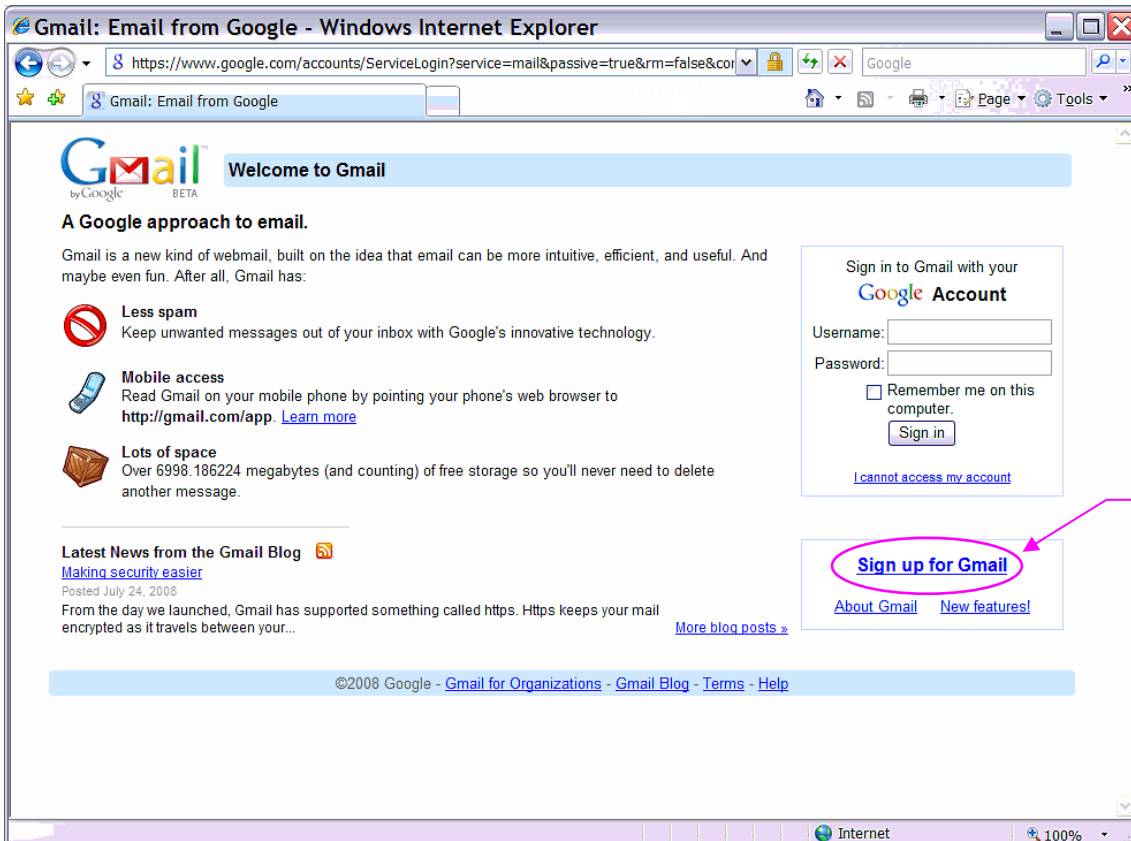 Gmail: Email from Google - Windows Internet Explorer
https://www.google.com/accounts/ServiceLogin?service=mail&passive=true&rm=false&cor
Google
Gmail: Email from Google
Page
Tools
»
Gmail™
by Google BETA
Welcome to Gmail
A Google approach to email.
Gmail is a new kind of webmail, built on the idea that email can be more intuitive, efficient, and useful. And
maybe even fun. After all, Gmail has:
Less spam
Keep unwanted messages out of your inbox with Google's innovative technology.
Mobile access
Read Gmail on your mobile phone by pointing your phone's web browser to
http://gmail.com/app. Learn more
Lots of space
Over 6998.186224 megabytes (and counting) of free storage so you'll never need to delete
another message.
Latest News from the Gmail Blog
Making security easier
Posted July 24, 2008
From the day we launched, Gmail has supported something called https. Https keeps your mail
encrypted as it travels between your...
More blog posts »
Sign in to Gmail with your
Google Account
Username:
Password:
Remember me on this
computer.
Sign in
I cannot access my account
Sign up for Gmail
About Gmail New features!
©2008 Google - Gmail for Organizations - Gmail Blog - Terms - Help
Internet
100%